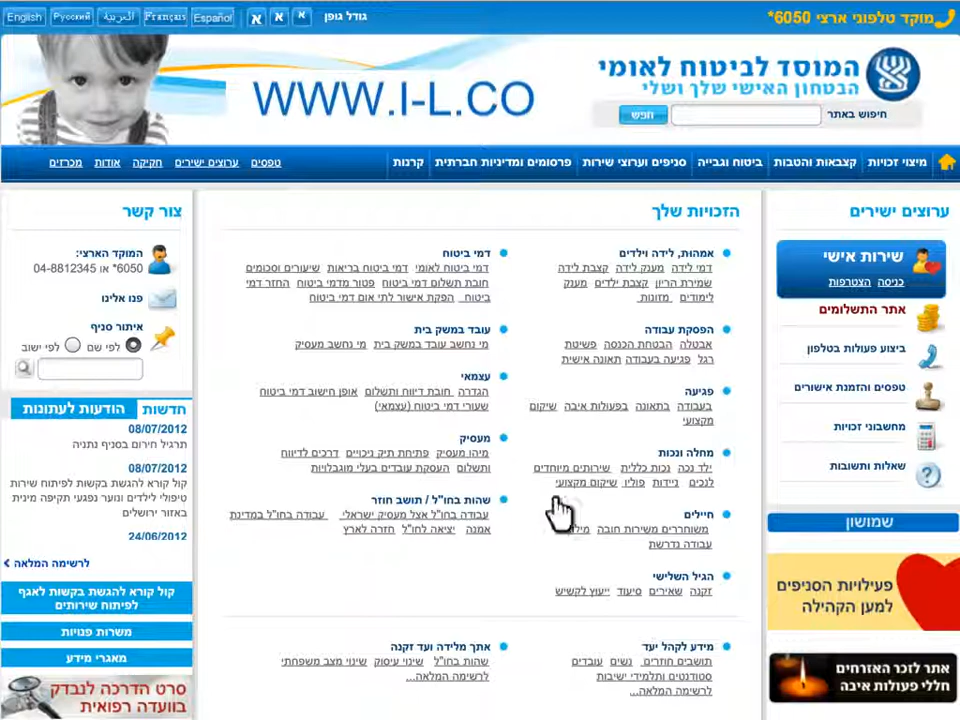 English
Русский
العربية
Français
Español
א
א
א
גודל גופן
מוקד טלפוני ארצי 6050*
המוסד לביטוח לאומי
הבטחון האישי שלך ושלי
WWW.I-L.CO
חיפוש באתר
חפש
מיצוי זכויות
קצבאות והטבות
ביטוח וגבייה
סניפים וערוצי שירות
פרסומים ומדיניות חברתית
קרנות
טפסים
ערוצים ישירים
חקיקה
אודות
מכרזים
ערוצים ישירים
שירות אישי
כניסה הצטרפות
אתר התשלומים
ביצוע פעולות בטלפון
טפסים והזמנת אישורים
מחשבוני זכויות
שאלות ותשובות
שמושון
פעילויות הסניפים
למען הקהילה
אתר לזכר האזרחים
חללי פעולות איבה
הזכויות שלך
אמהות, לידה וילדים
דמי לידה מענק לידה קצבת לידה
שמירת הריון קצבת ילדים מענק
לימודים מזונות
הפסקת עבודה
אבטלה הבטחת הכנסה פשיטת
רגל פגיעה בעבודה תאונה אישית
פגיעה
בעבודה בתאונה בפעולות איבה שיקום
מקצועי
מחלה ונכות
ילד נכה נכות כללית שירותים מיוחדים
לנכים ניידות פוליו שיקום מקצועי
חיילים
משוחררים משירות חובה
עבודה נדרשת
הגיל השלישי
זקנה שאירים סיעוד ייעוץ לקשיש
מידע לקהל יעד
תושבים חוזרים נשים עובדים
סטודנטים ותלמידי ישיבות
לרשימה המלאה...
דמי ביטוח
דמי ביטוח לאומי דמי ביטוח בריאות שיעורים וסכומים
חובת תשלום דמי ביטוח פטור מדמי ביטוח החזר דמי
ביטוח הפקת אישור לתי אום דמי ביטוח
עובד במשק בית
מי נחשב עובד במשק בית מי נחשב מעסיק
עצמאי
הגדרה חובת דיווח ותשלום אופן חישוב דמי ביטוח
שעורי דמי ביטוח (עצמאי)
מעסיק
מיהו מעסיק פתיחת תיק ניכויים דרכים לדיווח
ותשלום העסקת עובדים בעלי מוגבלויות
שהות בחו"ל / תושב חוזר
עבודה בחו"ל אצל מעסיק ישראלי עבודה בחו"ל במדינת
אמנה יציאה לחו"ל חזרה לארץ
אתך מלידה ועד זקנה
שהות בחו"ל שינוי עיסוק שינוי מצב משפחתי
לרשימה המלאה...
צור קשר
המוקד הארצי:
6050* או 04-8812345
פנו אלינו
איתור סניף
לפי שם לפי ישוב
חדשות
הודעות לעתונות
08/07/2012
תרגיל חירום בסניף נתניה
08/07/2012
קול קורא להגשת בקשות לפיתוח שירות
טיפולי לילדים ונוער נפגעי תקיפה מינית
באזור ירושלים
24/06/2012
לרשימה המלאה
קול קורא להגשת בקשות לאגף
לפיתוח שירותים
משרות פנויות
מאגרי מידע
סרט הדרכה לנבדק
בוועדה רפואית